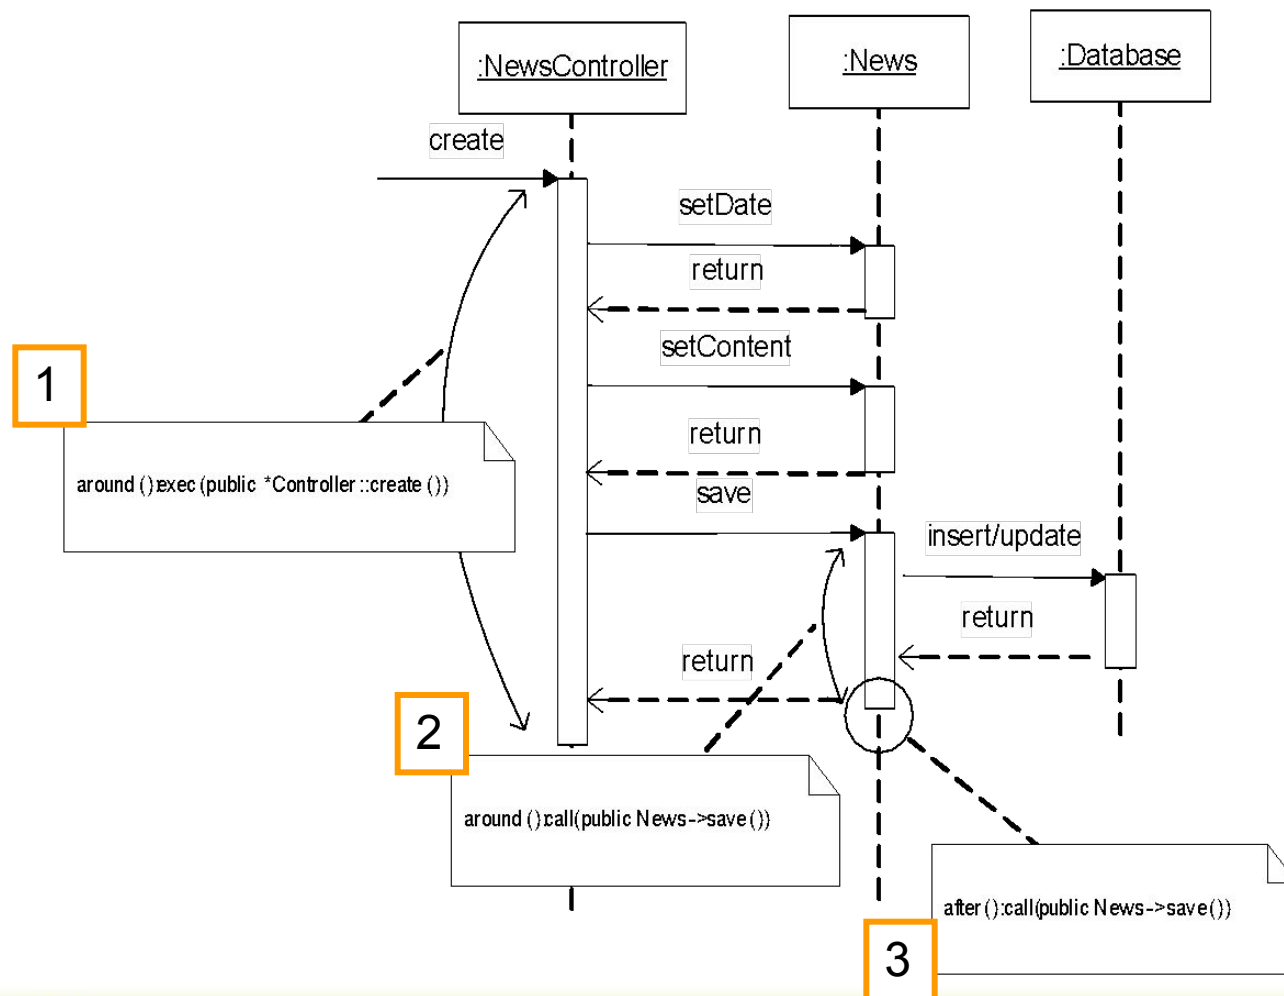 :NewsController
:News
:Database
create
setDate
return
setContent
return
save
insert/update
return
return
1
around ():exec (public *Controller ::create ())
2
around ():call(public News->save ())
after ():call(public News->save ())
3